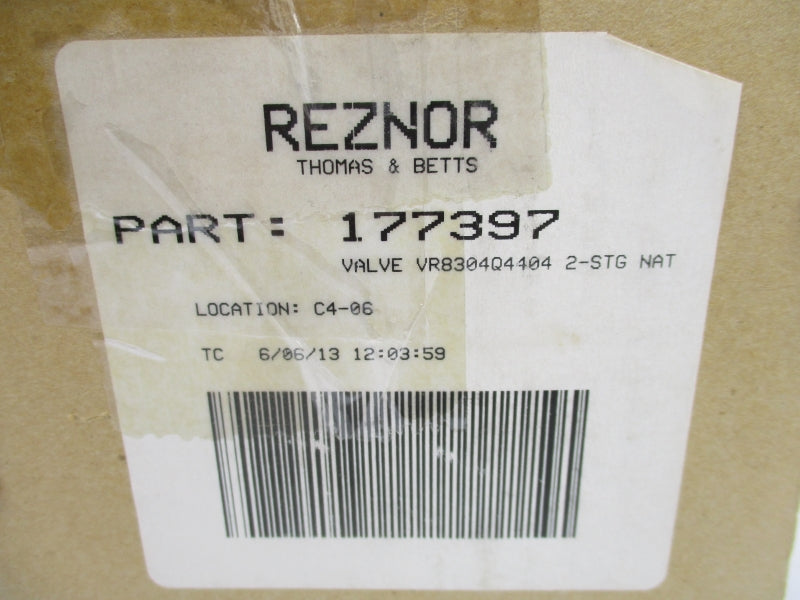 REZNOR
THOMAS & BETTS
PART: 177397
VALVE VR8304Q4404 2-STG NAT
LOCATION: C4-06
TC 6/06/13 12:03:59